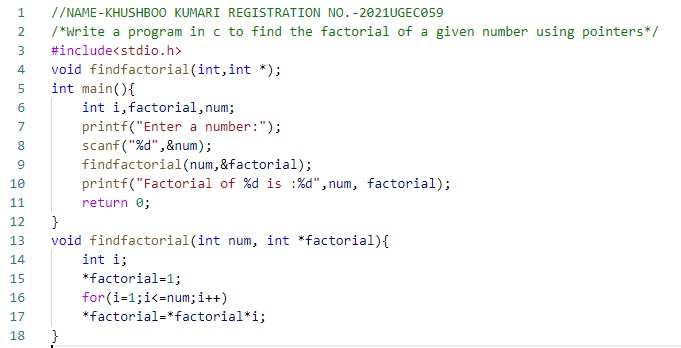 1 //NAME-KHUSHBOO KUMARI REGISTRATION NO.-2021UGEC059
2 /*Write a program in c to find the factorial of a given number using pointers*/
3 #include<stdio.h>
4 void findfactorial(int,int *);
5 int main(){
6     int i,factorial,num;
7     printf("Enter a number:");
8     scanf("%d",&num);
9     findfactorial(num,&factorial);
10     printf("Factorial of %d is :%d",num, factorial);
11     return 0;
12 }
13 void findfactorial(int num, int *factorial){
14     int i;
15     *factorial=1;
16     for(i=1;i<=num;i++)
17     *factorial=*factorial*i;
18 }